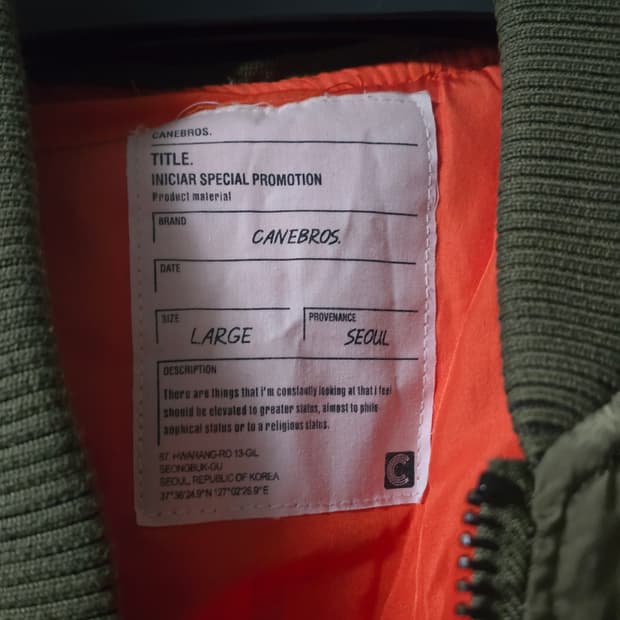 CANEBROS.
TITLE.
INICIAR SPECIAL PROMOTION
Product material
BRAND
CANEBROS.
DATE
SIZE
LARGE
PROVENANCE
SEOUL
DESCRIPTION
There are things that i'm constantly looking at that i feel
should be elevated to greater status, almost to philo
sophical status or to a religious status.
67 HWARANG-RO 13-GIL
SEONGBUK-GU
SEOUL, REPUBLIC OF KOREA
37°36'24.9"N 127°02'26.9"E
C